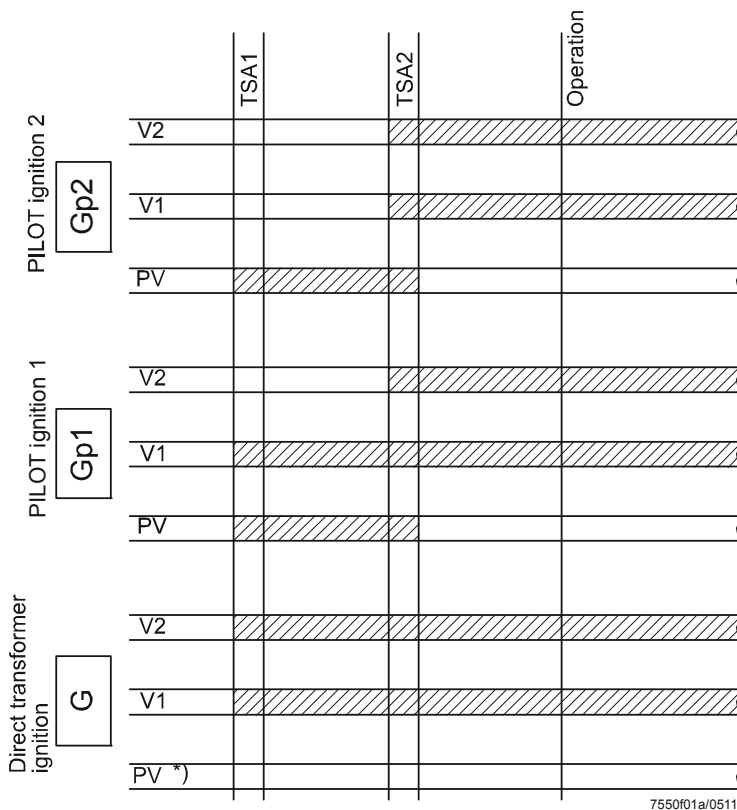 TSA1
TSA2
Operation
PILOT ignition 2
Gp2
V2
V1
PV
PILOT ignition 1
Gp1
V2
V1
PV
Direct transformer
ignition
G
V2
V1
PV *)
7550f01a/0511